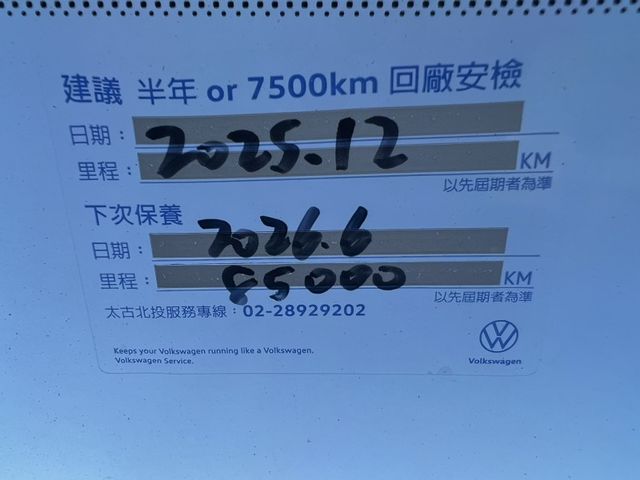 建議 半年 or 7500km 回廠安檢
日期：2025.12
里程： KM
以先屆期者為準
下次保養
日期：2026.6
里程：85000 KM
以先屆期者為準
太古北投服務專線：02-28929202
Keeps your Volkswagen running like a Volkswagen.
Volkswagen Service.
Volkswagen